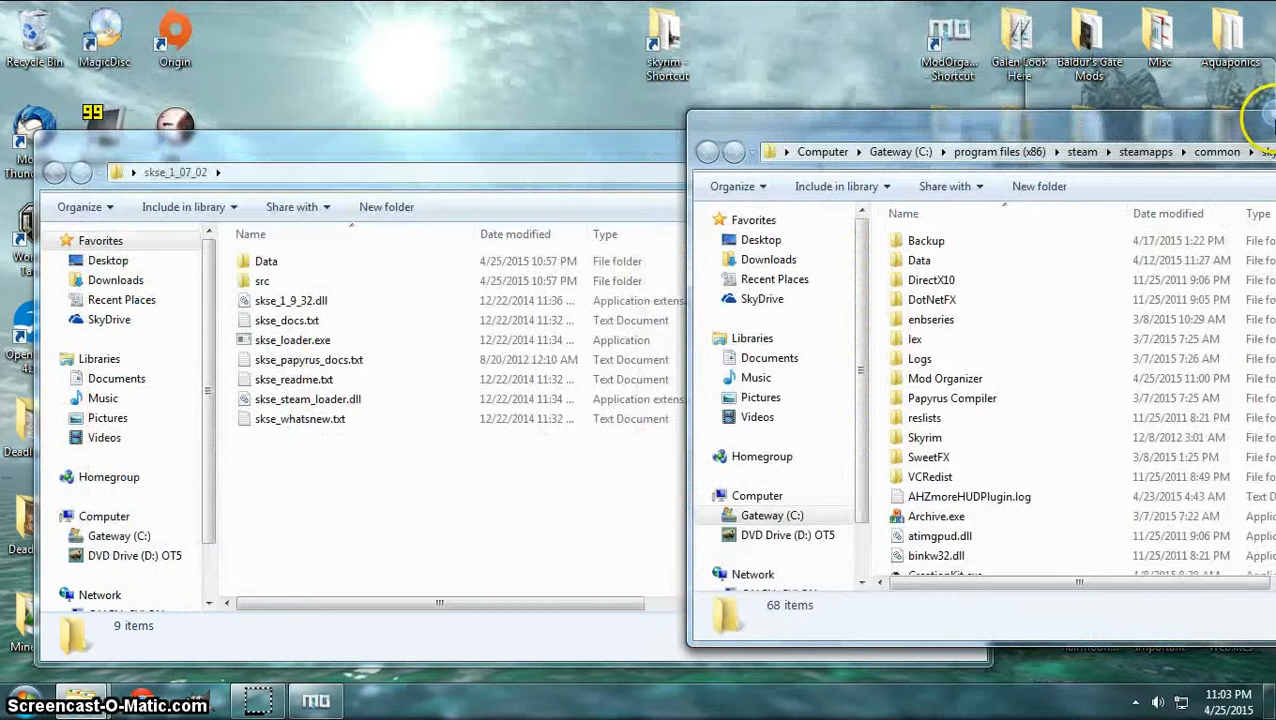 Recycle Bin
MagicDisc
Origin
skyrim -
Shortcut
ModOrga...
- Shortcut
Galen Look
Here
Baldur's Gate
Mods
Misc
Aquaponics
99
skse_1_07_02
Organize
Include in library
Share with
New folder
Name
Date modified
Type
Favorites
Desktop
Downloads
Recent Places
SkyDrive
Libraries
Documents
Music
Pictures
Videos
Homegroup
Computer
Gateway (C:)
DVD Drive (D:) OT5
Network
Data 4/25/2015 10:57 PM File folder
src 4/25/2015 10:57 PM File folder
skse_1_9_32.dll 12/22/2014 11:36 ... Application extens
skse_docs.txt 12/22/2014 11:32 ... Text Document
skse_loader.exe 12/22/2014 11:34 ... Application
skse_papyrus_docs.txt 8/20/2012 12:10 AM Text Document
skse_readme.txt 12/22/2014 11:32 ... Text Document
skse_steam_loader.dll 12/22/2014 11:34 ... Application extens
skse_whatsnew.txt 12/22/2014 11:32 ... Text Document
9 items
Computer Gateway (C:) program files (x86) steam steamapps common
Organize
Include in library
Share with
New folder
Name
Date modified
Type
Favorites
Desktop
Downloads
Recent Places
SkyDrive
Libraries
Documents
Music
Pictures
Videos
Homegroup
Computer
Gateway (C:)
DVD Drive (D:) OT5
Network
Backup 4/17/2015 1:22 PM File fo
Data 4/12/2015 11:27 AM File fo
DirectX10 11/25/2011 9:06 PM File fo
DotNetFX 11/25/2011 9:05 PM File fo
enbseries 3/8/2015 10:29 AM File fo
lex 3/7/2015 7:25 AM File fo
Logs 3/7/2015 7:26 AM File fo
Mod Organizer 4/25/2015 11:00 PM File fo
Papyrus Compiler 3/7/2015 7:25 AM File fo
reslists 11/25/2011 8:21 PM File fo
Skyrim 12/8/2012 3:01 AM File fo
SweetFX 3/8/2015 1:25 PM File fo
VCRedist 11/25/2011 8:49 PM File fo
AHZmoreHUDPlugin.log 4/23/2015 4:43 AM Text D
Archive.exe 3/7/2015 7:22 AM Applic
atimgpud.dll 11/25/2011 9:06 PM Applic
binkw32.dll 11/25/2011 8:21 PM Applic
68 items
Screencast-O-Matic.com
11:03 PM
4/25/2015